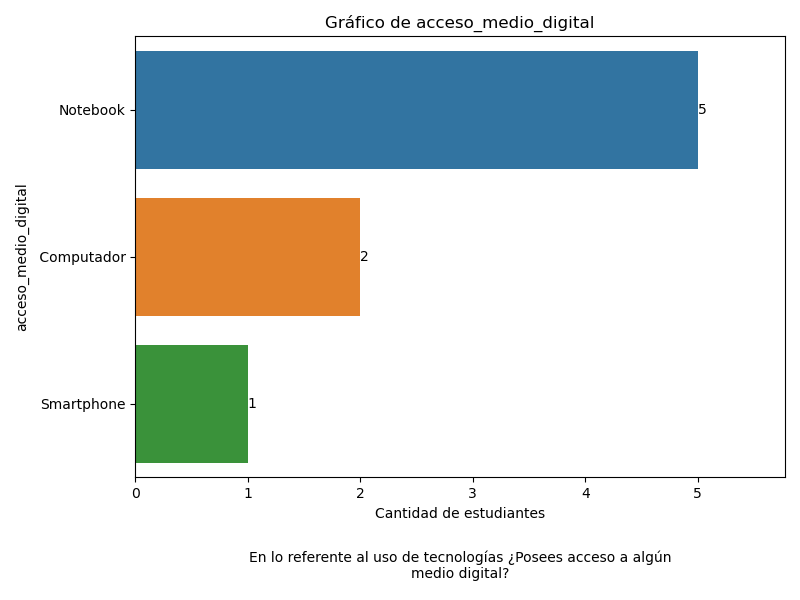 Gráfico de acceso_medio_digital
Notebook
5
Computador
2
Smartphone
1
acceso_medio_digital
0 1 2 3 4 5
Cantidad de estudiantes
En lo referente al uso de tecnologías ¿Posees acceso a algún
medio digital?